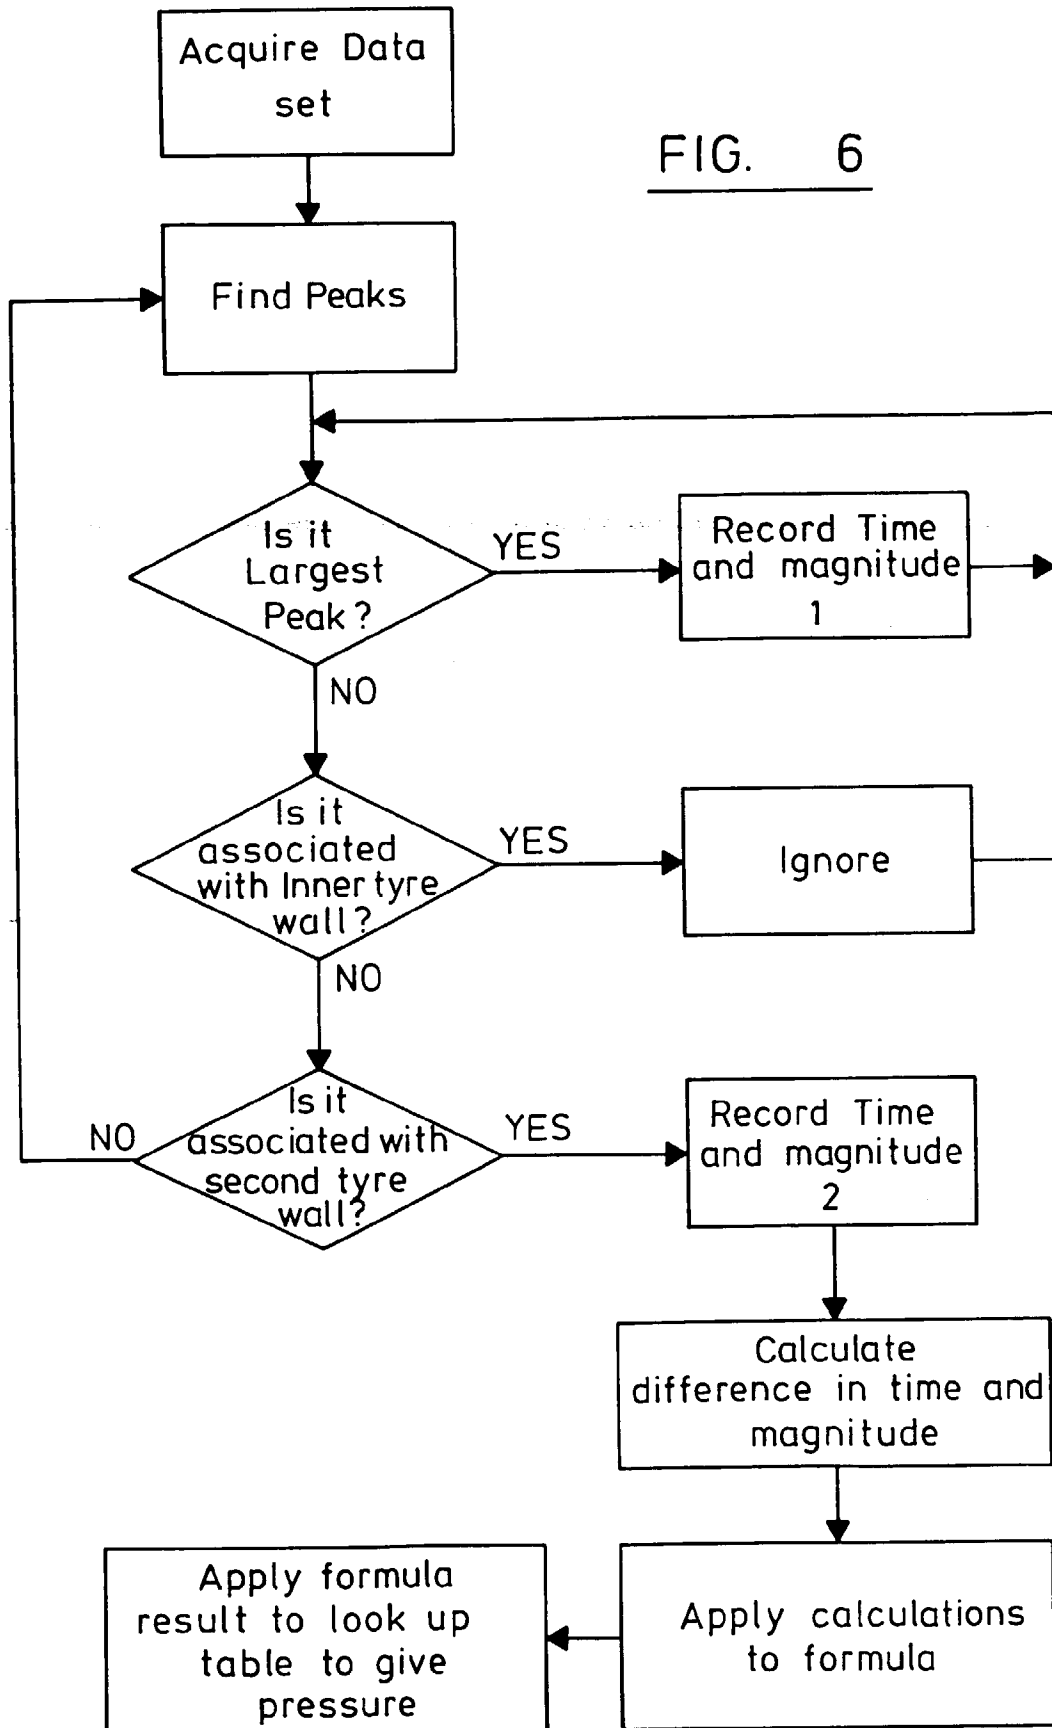 Acquire Data
set
FIG. 6
Find Peaks
Is it
Largest
Peak?
YES
Record Time
and magnitude
1
NO
Is it
associated
with Inner tyre
wall?
YES
Ignore
NO
Is it
associated with
second tyre
wall?
NO
YES
Record Time
and magnitude
2
Calculate
difference in time and
magnitude
Apply calculations
to formula
Apply formula
result to look up
table to give
pressure